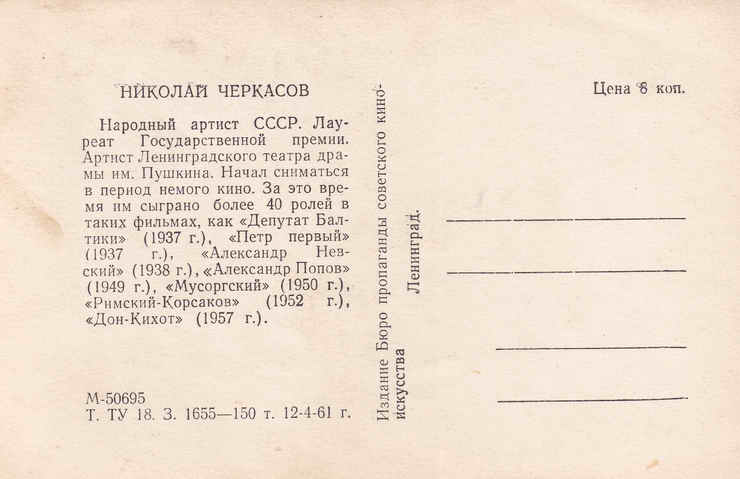 НИКОЛАЙ ЧЕРКАСОВ
Народный артист СССР. Лау-
реат Государственной премии.
Артист Ленинградского театра дра-
мы им. Пушкина. Начал сниматься
в период немого кино. За это вре-
мя им сыграно более 40 ролей в
таких фильмах, как «Депутат Бал-
тики» (1937 г.), «Петр первый»
(1937 г.), «Александр Нев-
ский» (1938 г.), «Александр Попов»
(1949 г.), «Мусоргский» (1950 г.),
«Римский-Корсаков» (1952 г.),
«Дон-Кихот» (1957 г.).
М-50695
Т. ТУ 18. З. 1655—150 т. 12-4-61 г.
Издание Бюро пропаганды советского кино-
искусства
Ленинград.
Цена 8 коп.